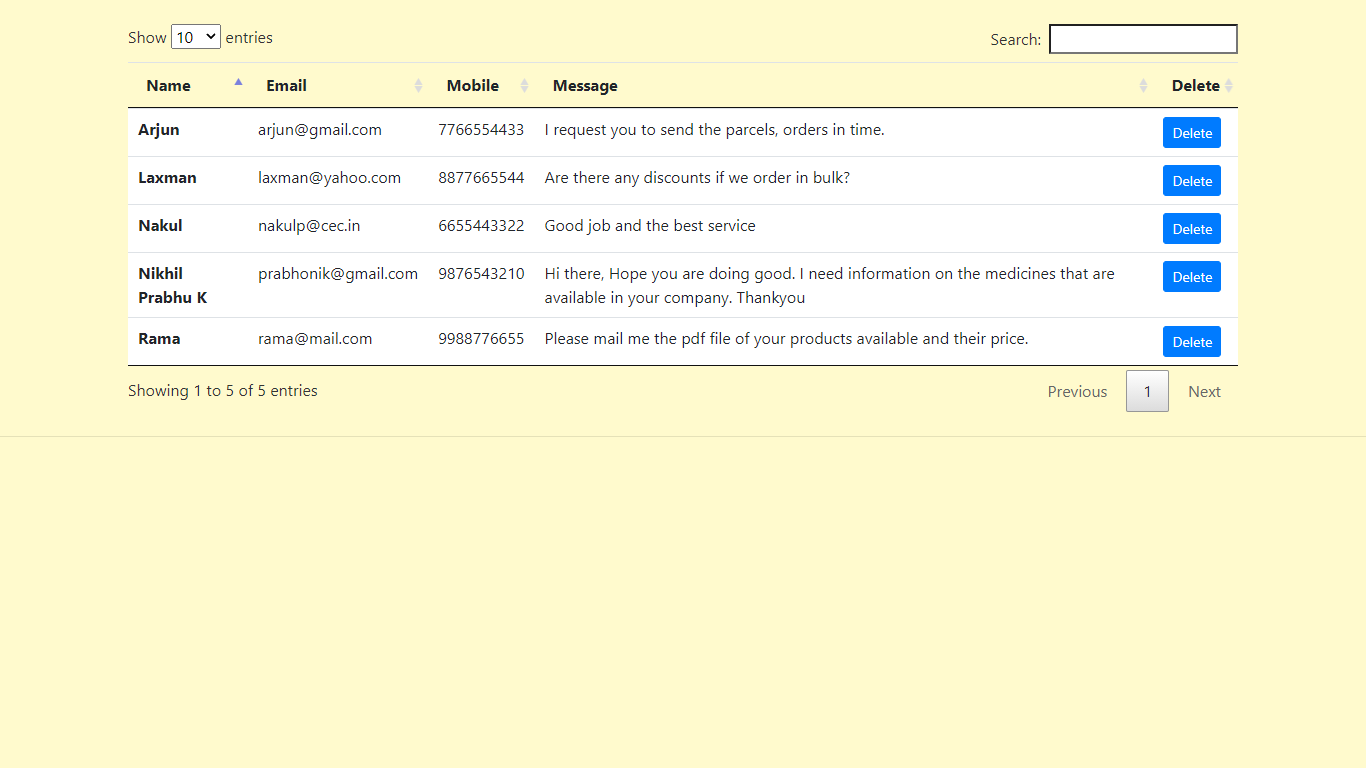 Show 10 entries Search:
Name Email Mobile Message Delete
Arjun arjun@gmail.com 7766554433 I request you to send the parcels, orders in time. Delete
Laxman laxman@yahoo.com 8877665544 Are there any discounts if we order in bulk? Delete
Nakul nakulp@cec.in 6655443322 Good job and the best service Delete
Nikhil prabhonik@gmail.com 9876543210 Hi there, Hope you are doing good. I need information on the medicines that are Delete
Prabhu K available in your company. Thankyou
Rama rama@mail.com 9988776655 Please mail me the pdf file of your products available and their price. Delete
Showing 1 to 5 of 5 entries Previous 1 Next